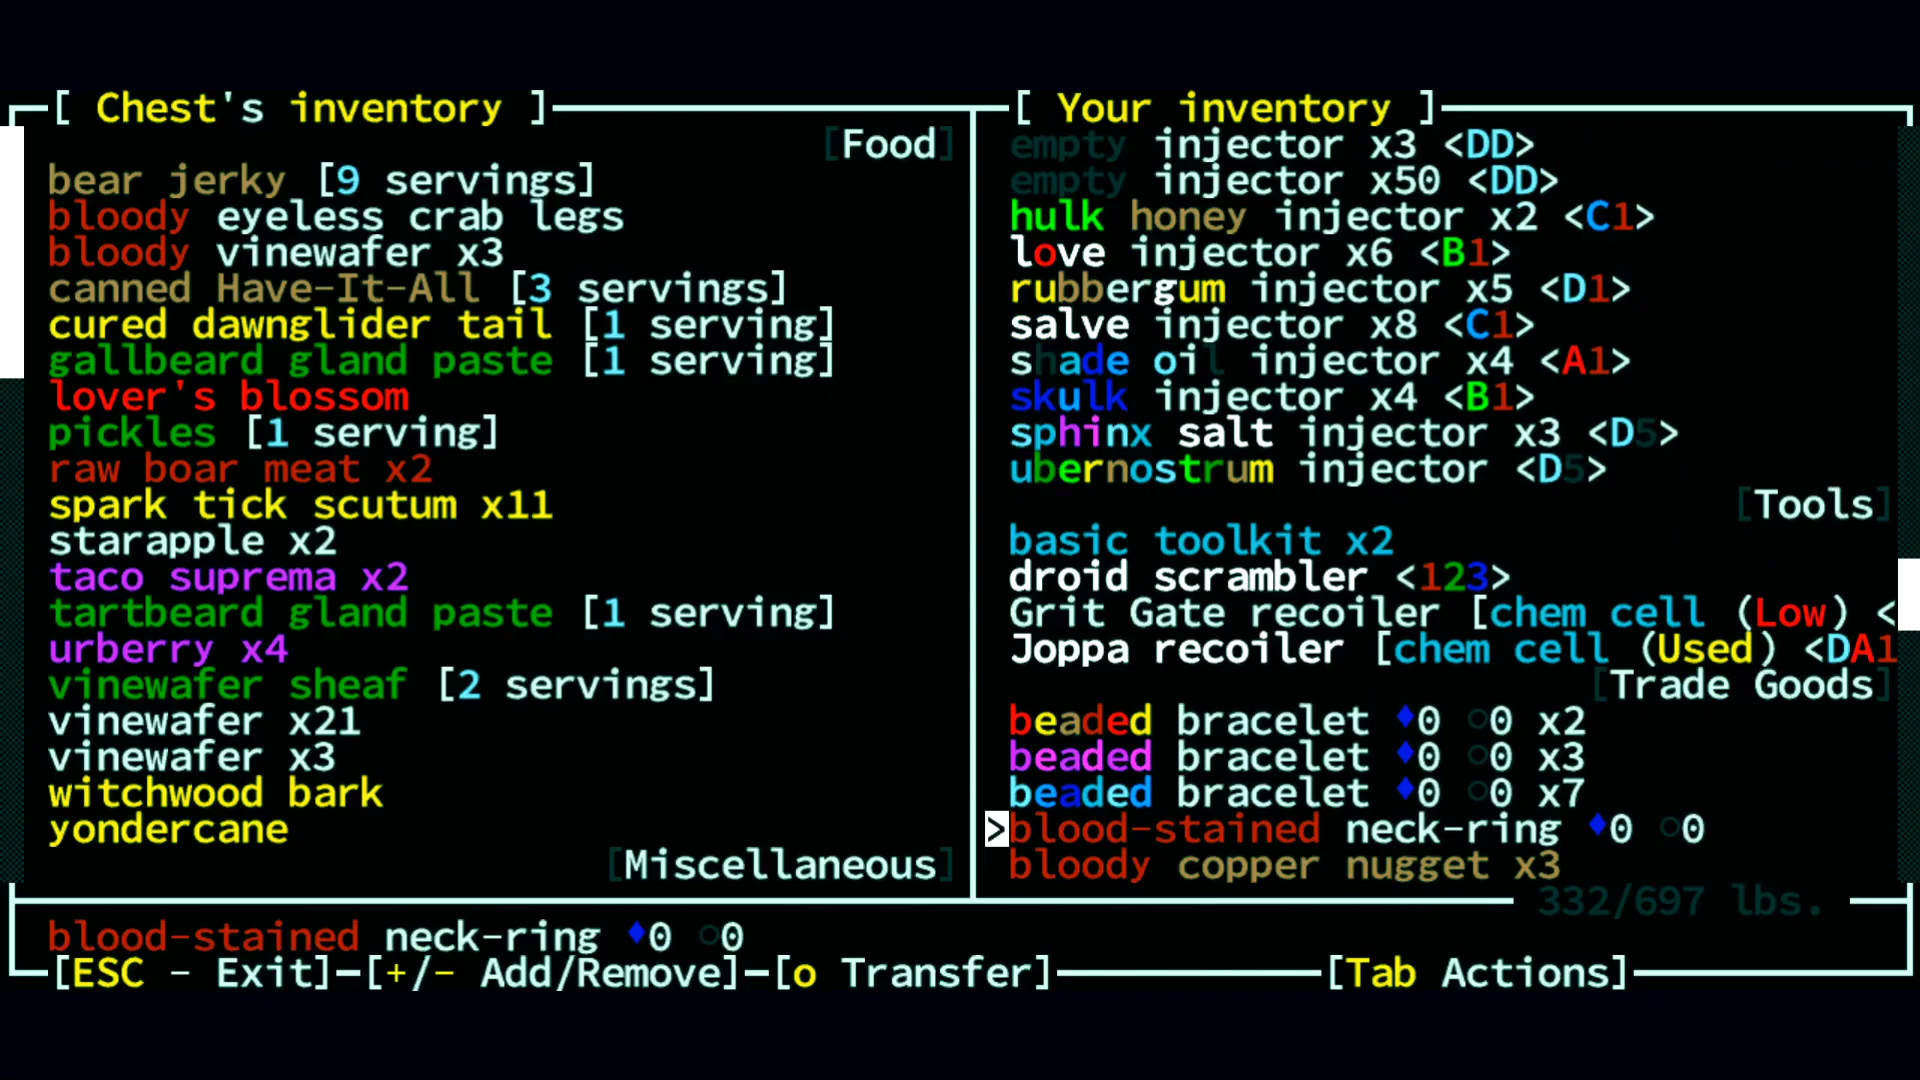 [ Chest's inventory ]
[Food]
bear jerky [9 servings]
bloody eyeless crab legs
bloody vinewafer x3
canned Have-It-All [3 servings]
cured dawnglider tail [1 serving]
gallbeard gland paste [1 serving]
lover's blossom
pickles [1 serving]
raw boar meat x2
spark tick scutum x11
starapple x2
taco suprema x2
tartbeard gland paste [1 serving]
urberry x4
vinewafer sheaf [2 servings]
vinewafer x21
vinewafer x3
witchwood bark
yondercane
[Miscellaneous]
[ Your inventory ]
empty injector x3 <DD>
empty injector x50 <DD>
hulk honey injector x2 <C1>
love injector x6 <B1>
rubbergum injector x5 <D1>
salve injector x8 <C1>
shade oil injector x4 <A1>
skulk injector x4 <B1>
sphinx salt injector x3 <D5>
ubernostrum injector <D5>
[Tools]
basic toolkit x2
droid scrambler <123>
Grit Gate recoiler [chem cell (Low) <
Joppa recoiler [chem cell (Used) <DA1
[Trade Goods]
beaded bracelet ♦0 ○0 x2
beaded bracelet ♦0 ○0 x3
beaded bracelet ♦0 ○0 x7
>blood-stained neck-ring ♦0 ○0
bloody copper nugget x3
332/697 lbs.
blood-stained neck-ring ♦0 ○0
[ESC - Exit]-[+/- Add/Remove]-[o Transfer] [Tab Actions]